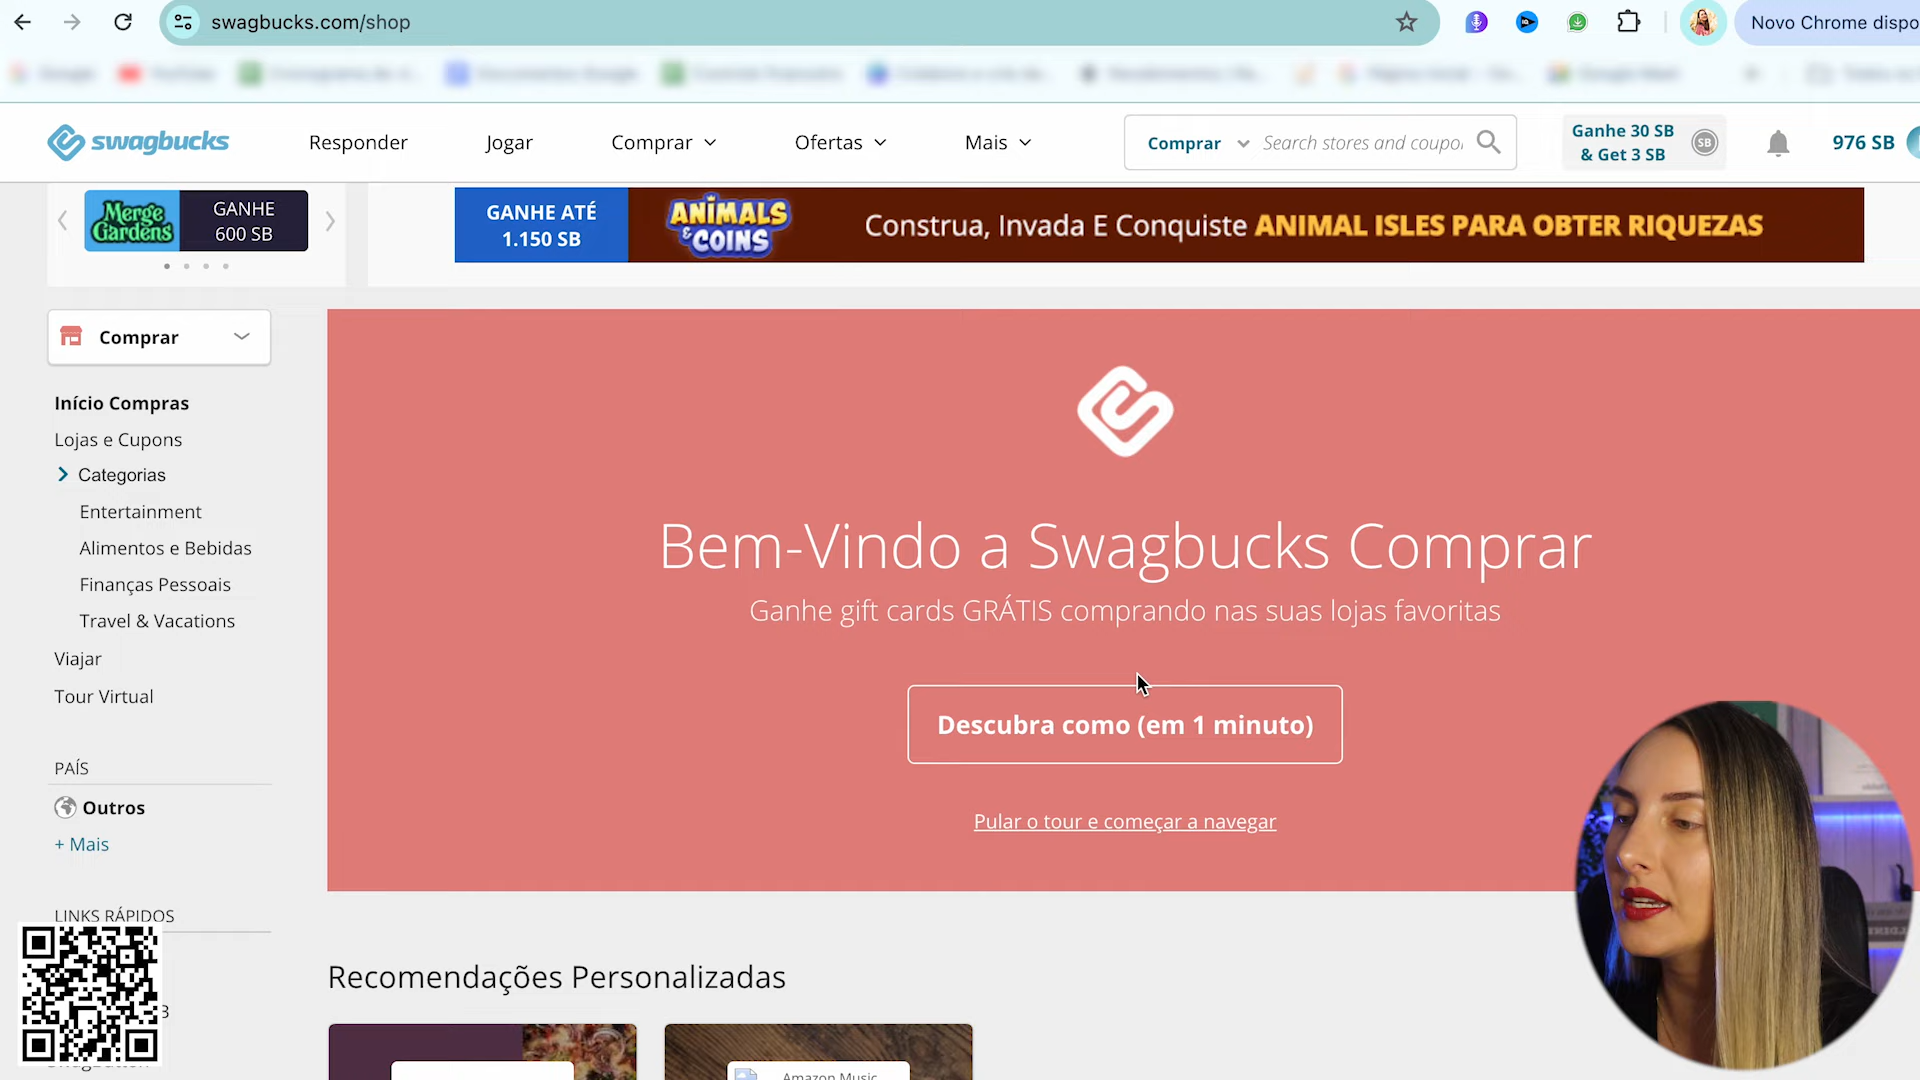 swagbucks.com/shop
Novo Chrome dispo
swagbucks
Responder
Jogar
Comprar
Ofertas
Mais
Comprar
Search stores and coupo
Ganhe 30 SB
& Get 3 SB
SB
976 SB
Merge
Gardens
GANHE
600 SB
GANHE ATÉ
1.150 SB
ANIMALS
& COINS
Construa, Invada E Conquiste ANIMAL ISLES PARA OBTER RIQUEZAS
Comprar
Início Compras
Lojas e Cupons
Categorias
Entertainment
Alimentos e Bebidas
Finanças Pessoais
Travel & Vacations
Viajar
Tour Virtual
PAÍS
Outros
+ Mais
LINKS RÁPIDOS
Bem-Vindo a Swagbucks Comprar
Ganhe gift cards GRÁTIS comprando nas suas lojas favoritas
Descubra como (em 1 minuto)
Pular o tour e começar a navegar
Recomendações Personalizadas
Amazon Music